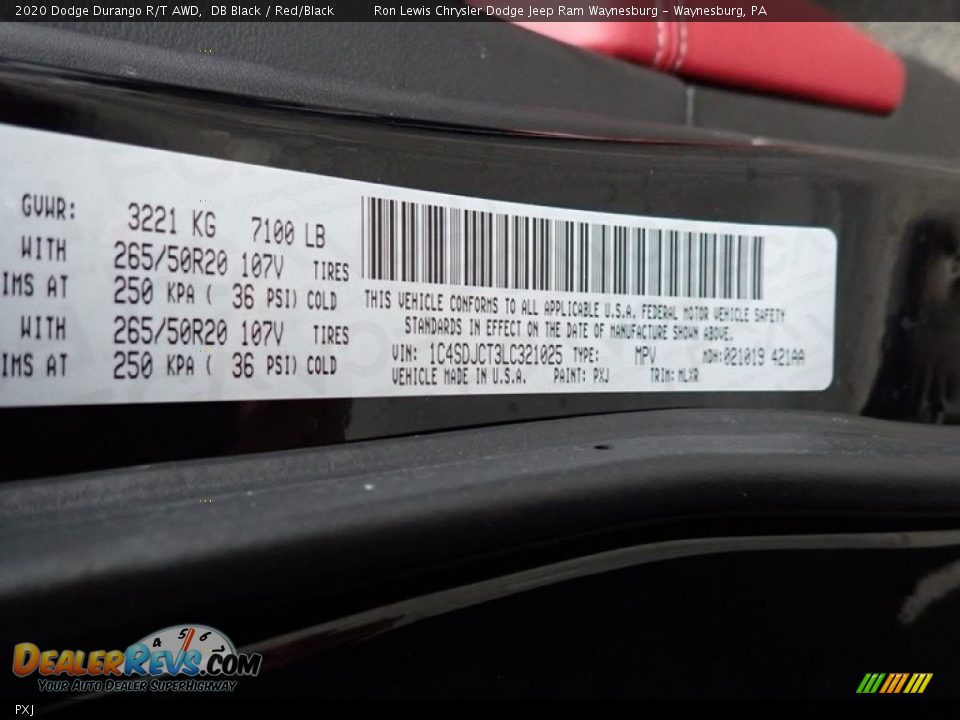 2020 Dodge Durango R/T AWD, DB Black / Red/Black Ron Lewis Chrysler Dodge Jeep Ram Waynesburg - Waynesburg, PA
GVWR: 3221 KG 7100 LB
WITH 265/50R20 107V TIRES
IMS AT 250 KPA ( 36 PSI) COLD
WITH 265/50R20 107V TIRES
IMS AT 250 KPA ( 36 PSI) COLD
THIS VEHICLE CONFORMS TO ALL APPLICABLE U.S.A. FEDERAL MOTOR VEHICLE SAFETY
STANDARDS IN EFFECT ON THE DATE OF MANUFACTURE SHOWN ABOVE.
VIN: 1C4SDJCT3LC321025 TYPE: MPV MDH:021019 421AA
VEHICLE MADE IN U.S.A. PAINT: PXJ TRIM: MLXR
4 5 6
DEALERREVS.COM
YOUR AUTO DEALER SUPERHIGHWAY
PXJ